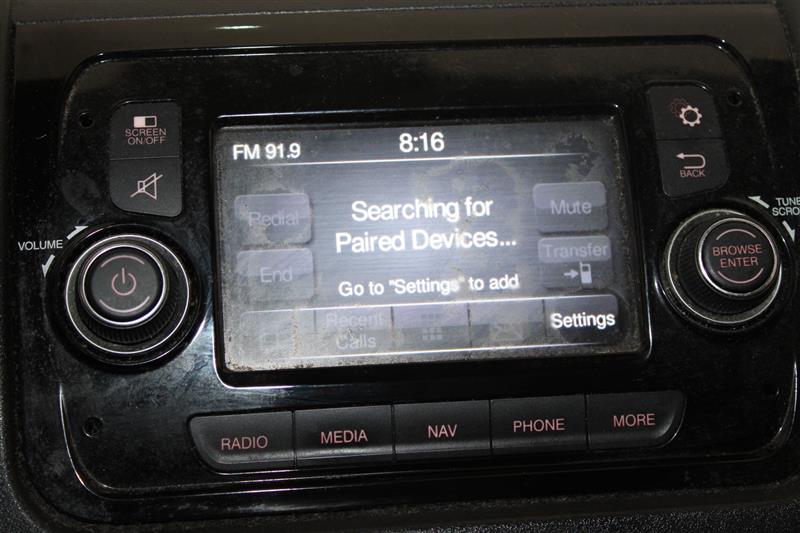 SCREEN
ON/OFF
FM 91.9
8:16
BACK
VOLUME
TUNE
SCROLL
Redial
Searching for
Paired Devices...
Mute
End
Go to "Settings" to add
Transfer
Recent
Calls
Settings
BROWSE
ENTER
RADIO
MEDIA
NAV
PHONE
MORE